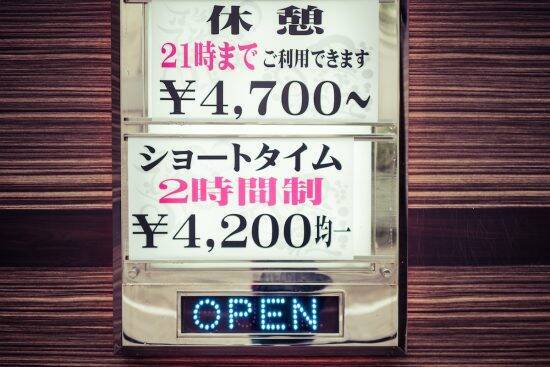 休憩
21時までご利用できます
￥4,700~
ショートタイム
2時間制
￥4,200均一
OPEN